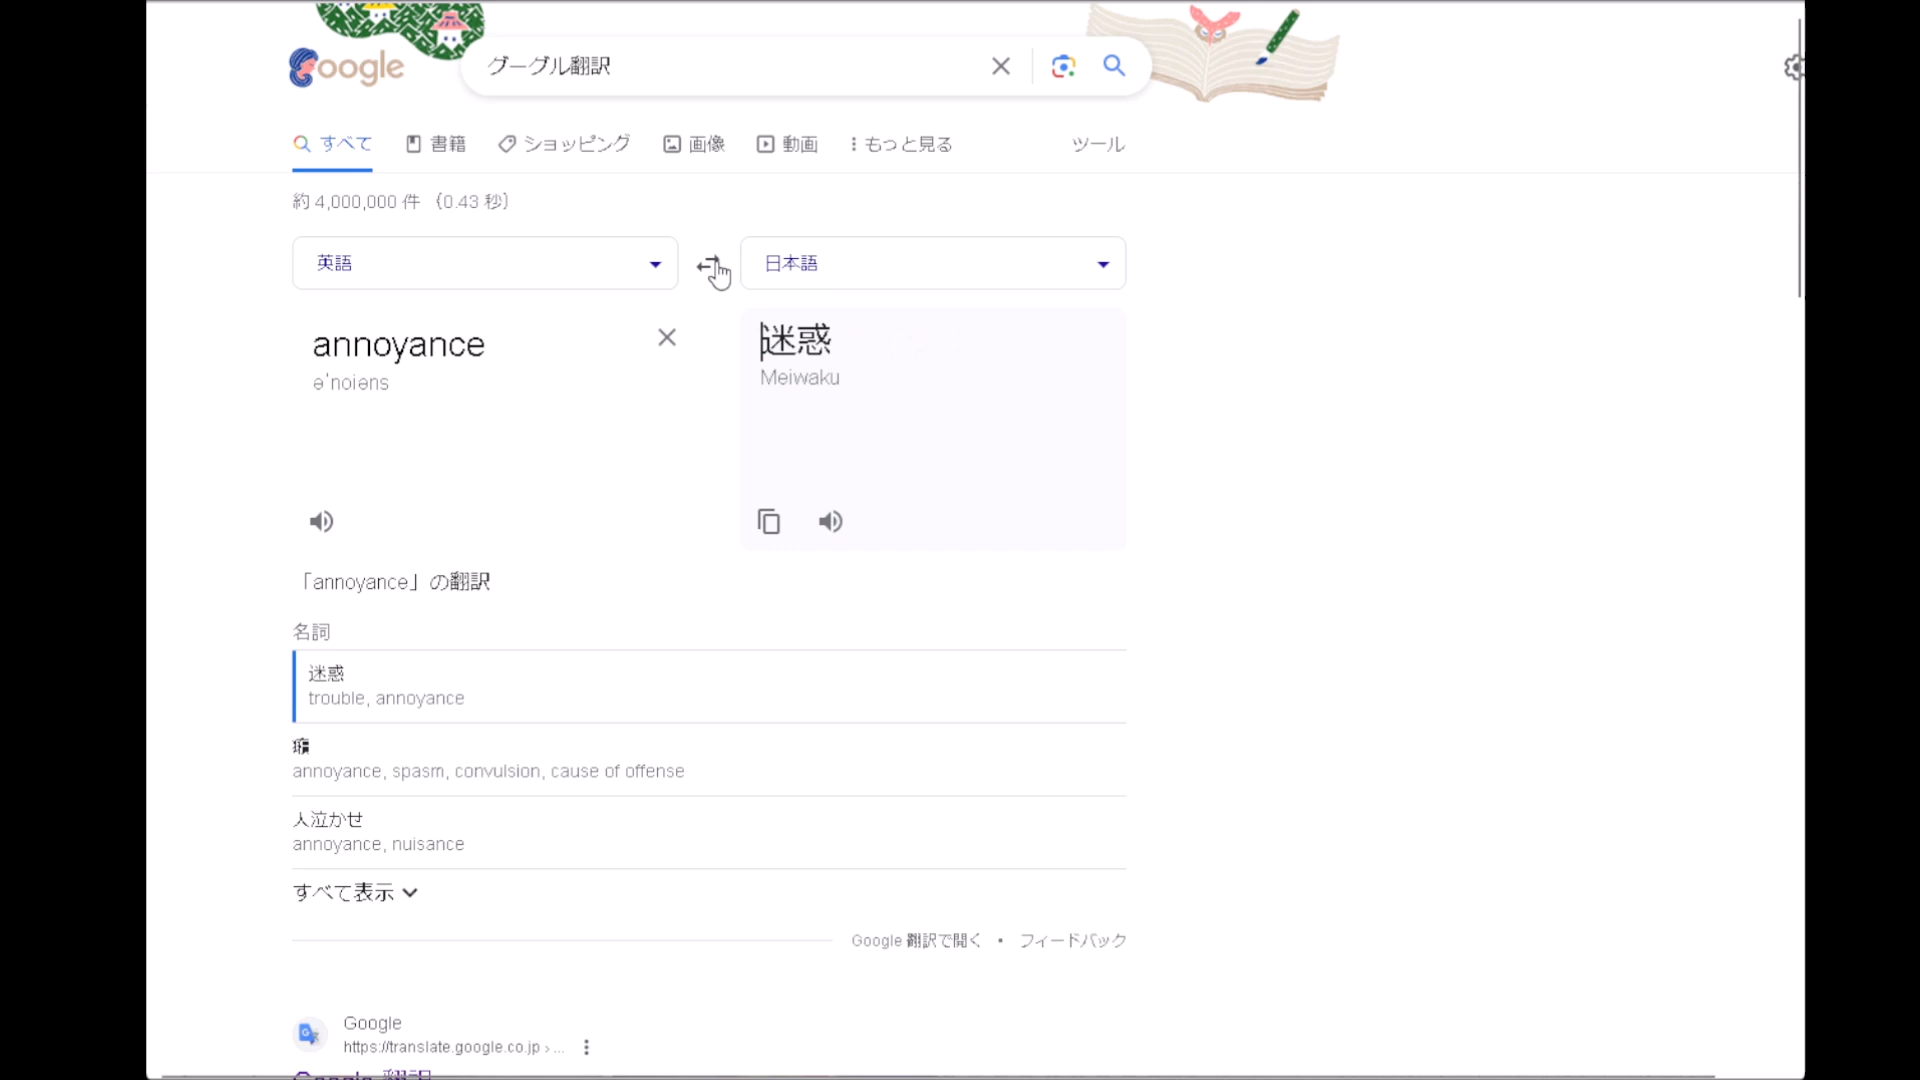 Google
グーグル翻訳
すべて 書籍 ショッピング 画像 動画 もっと見る ツール
約 4,000,000 件 (0.43 秒)
英語
日本語
annoyance
ə'noiəns
迷惑
Meiwaku
「annoyance」の翻訳
名詞
迷惑
trouble, annoyance
annoyance, spasm, convulsion, cause of offense
人泣かせ
annoyance, nuisance
すべて表示
Google 翻訳で開く • フィードバック
Google
https://translate.google.co.jp › ...
Google 翻訳